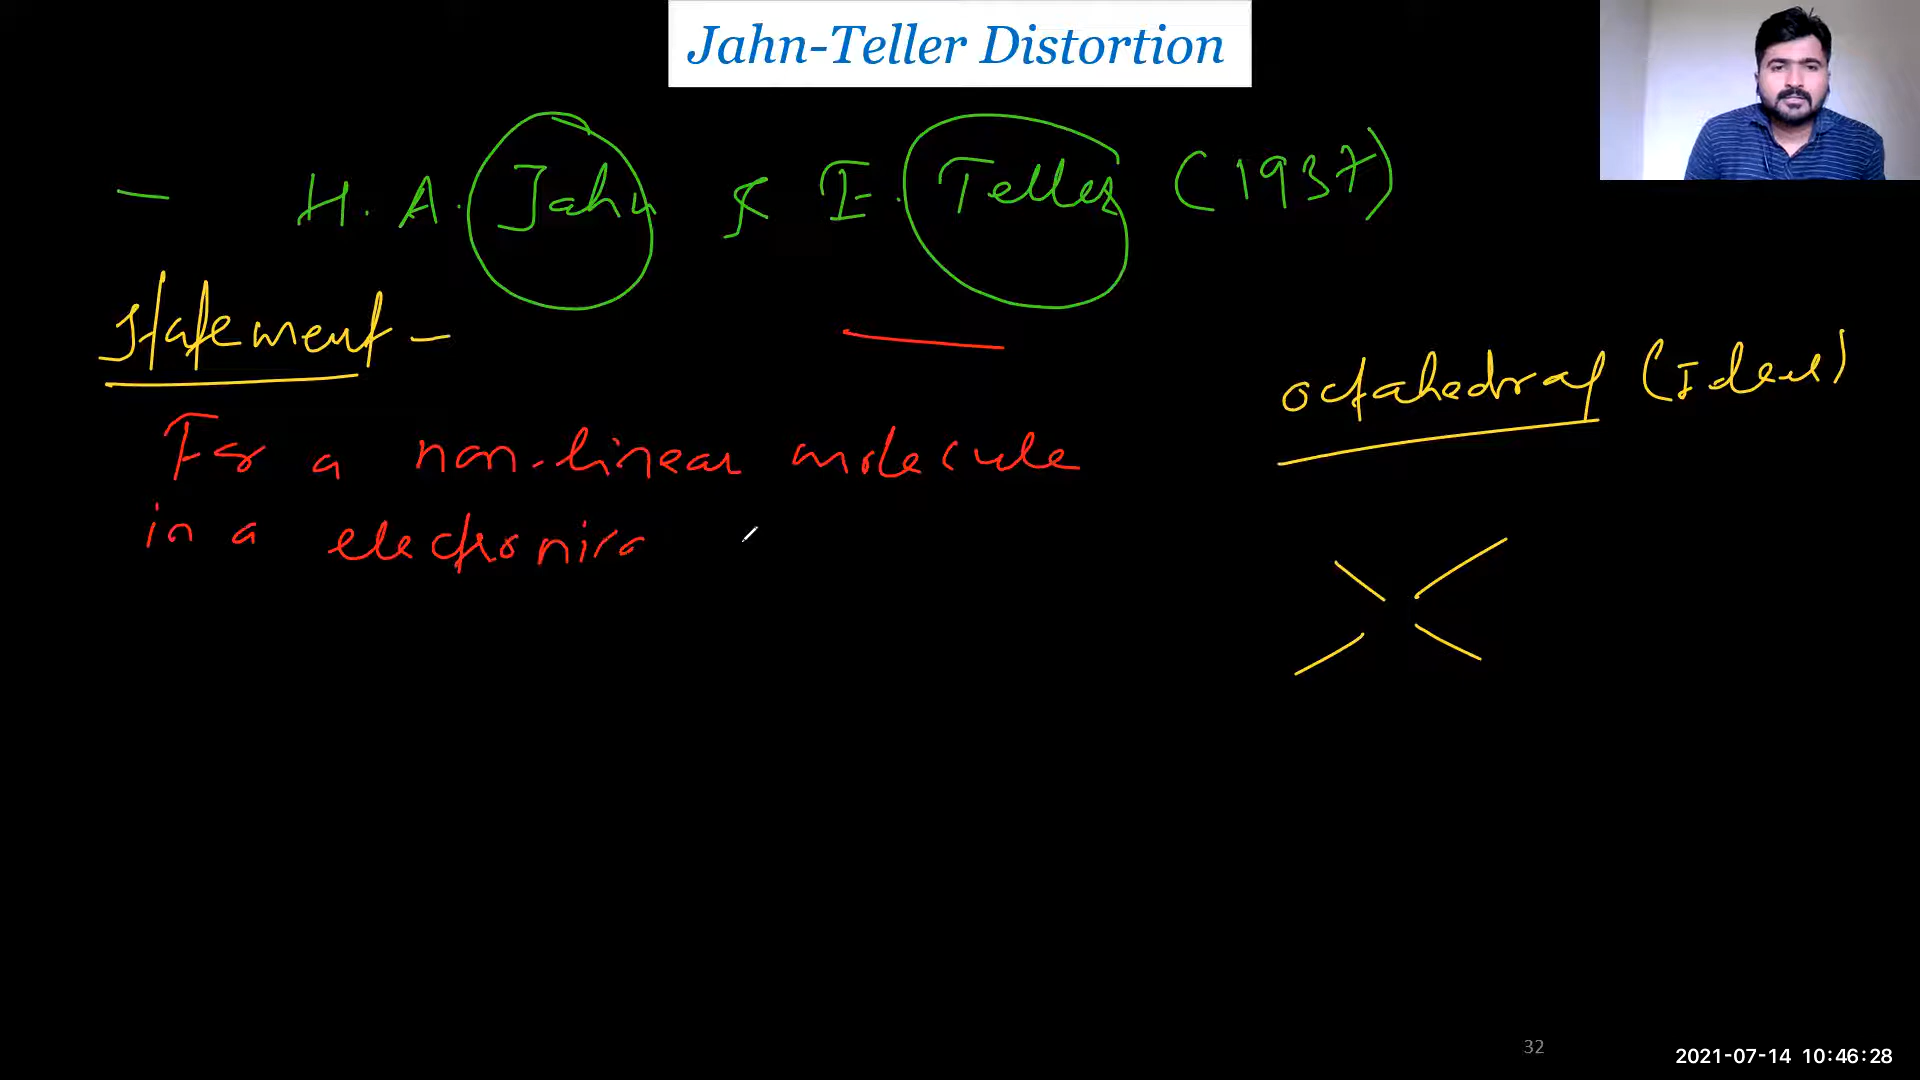 Jahn-Teller Distortion
- H. A. Jahn & E. Teller (1937)
Statement -
octahedral (Ideal)
For a non-linear molecule
in a electronica
32
2021-07-14 10:46:28